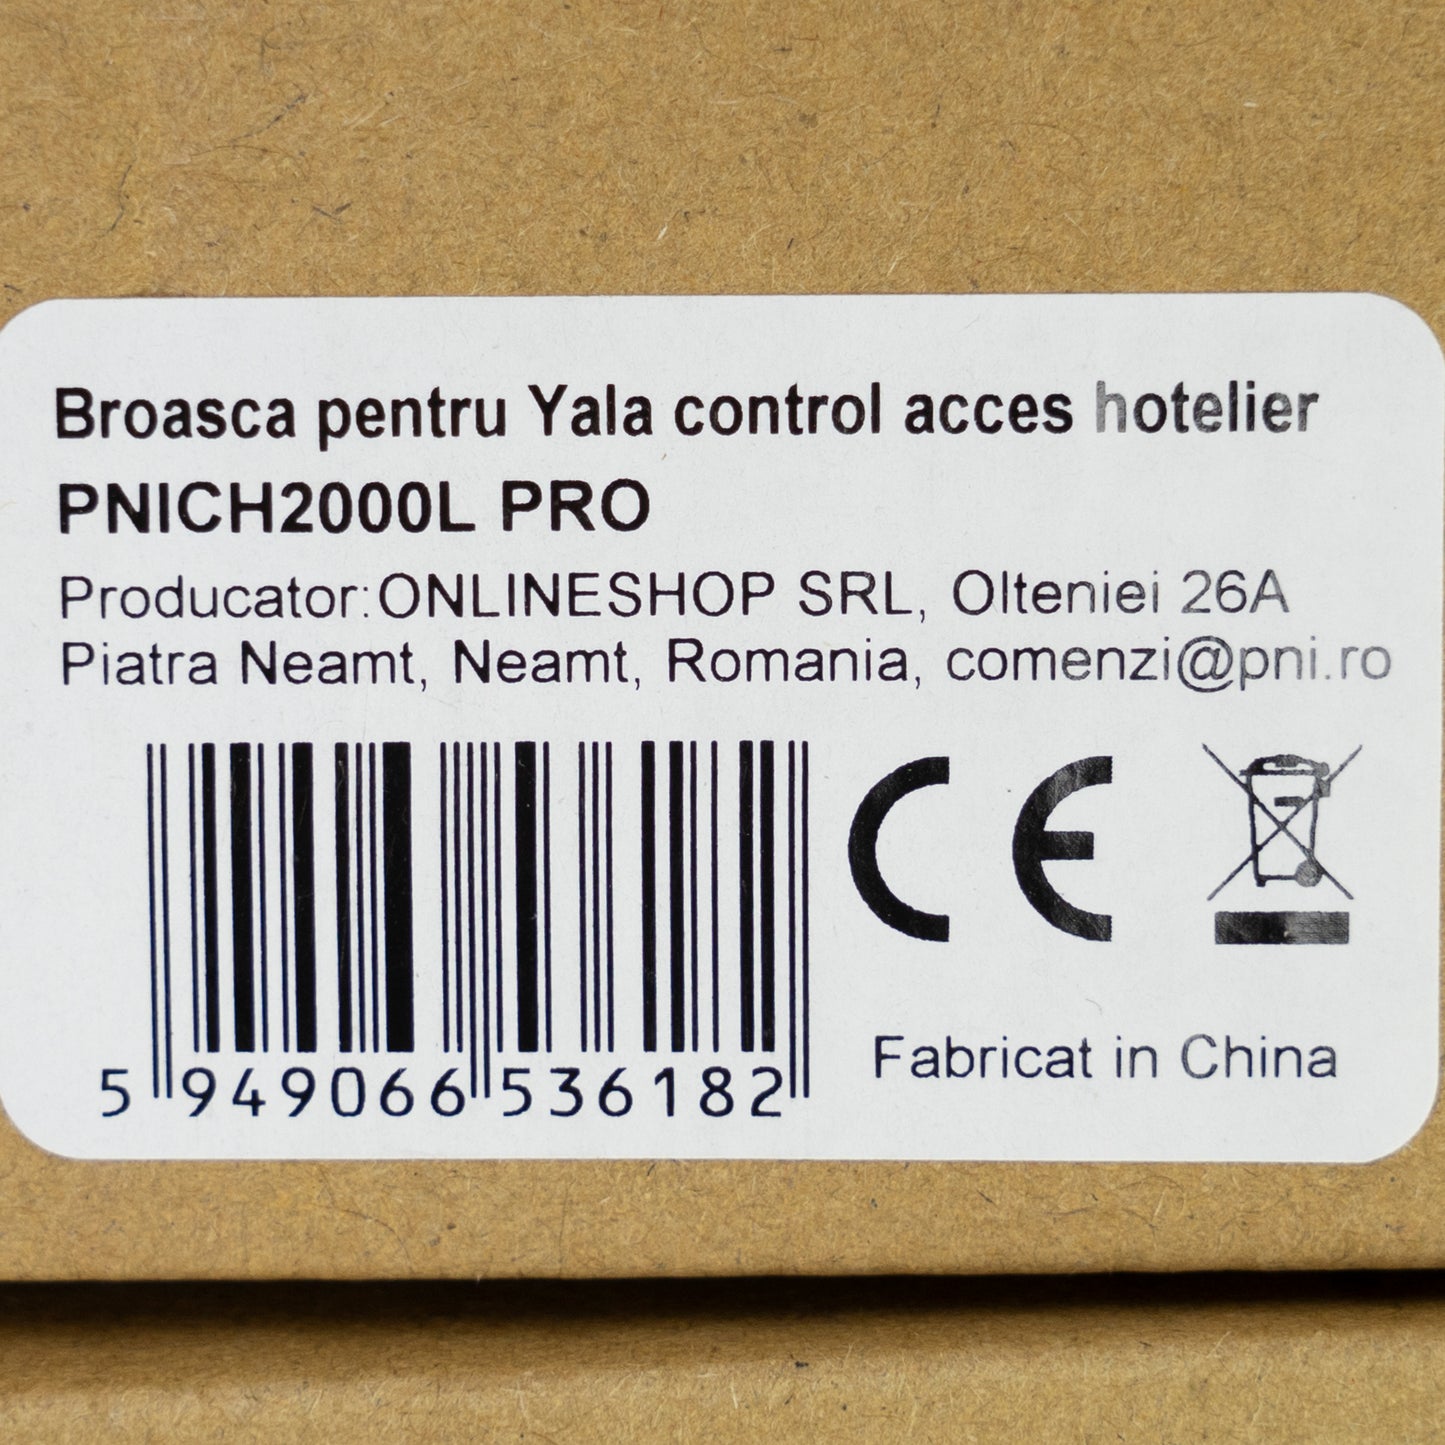 Broasca pentru Yala control acces hotelier
PNICH2000L PRO
Producator:ONLINESHOP SRL, Olteniei 26A
Piatra Neamt, Neamt, Romania, comenzi@pni.ro
CE
5 949066 536182
Fabricat in China